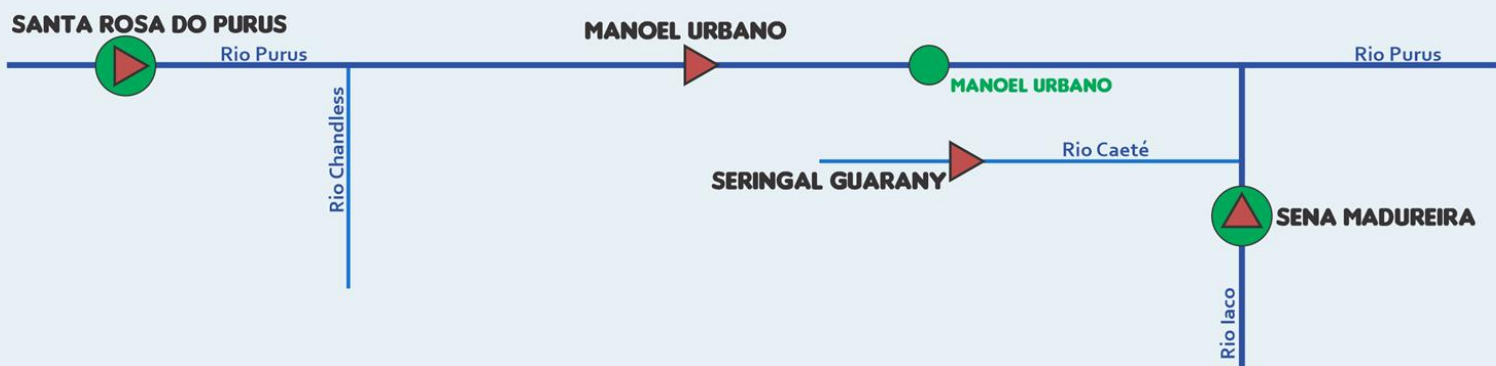 SANTA ROSA DO PURUS
MANOEL URBANO
Rio Purus
Rio Purus
MANOEL URBANO
Rio Chandless
Rio Caeté
SERINGAL GUARANY
SENA MADUREIRA
Rio Iaco